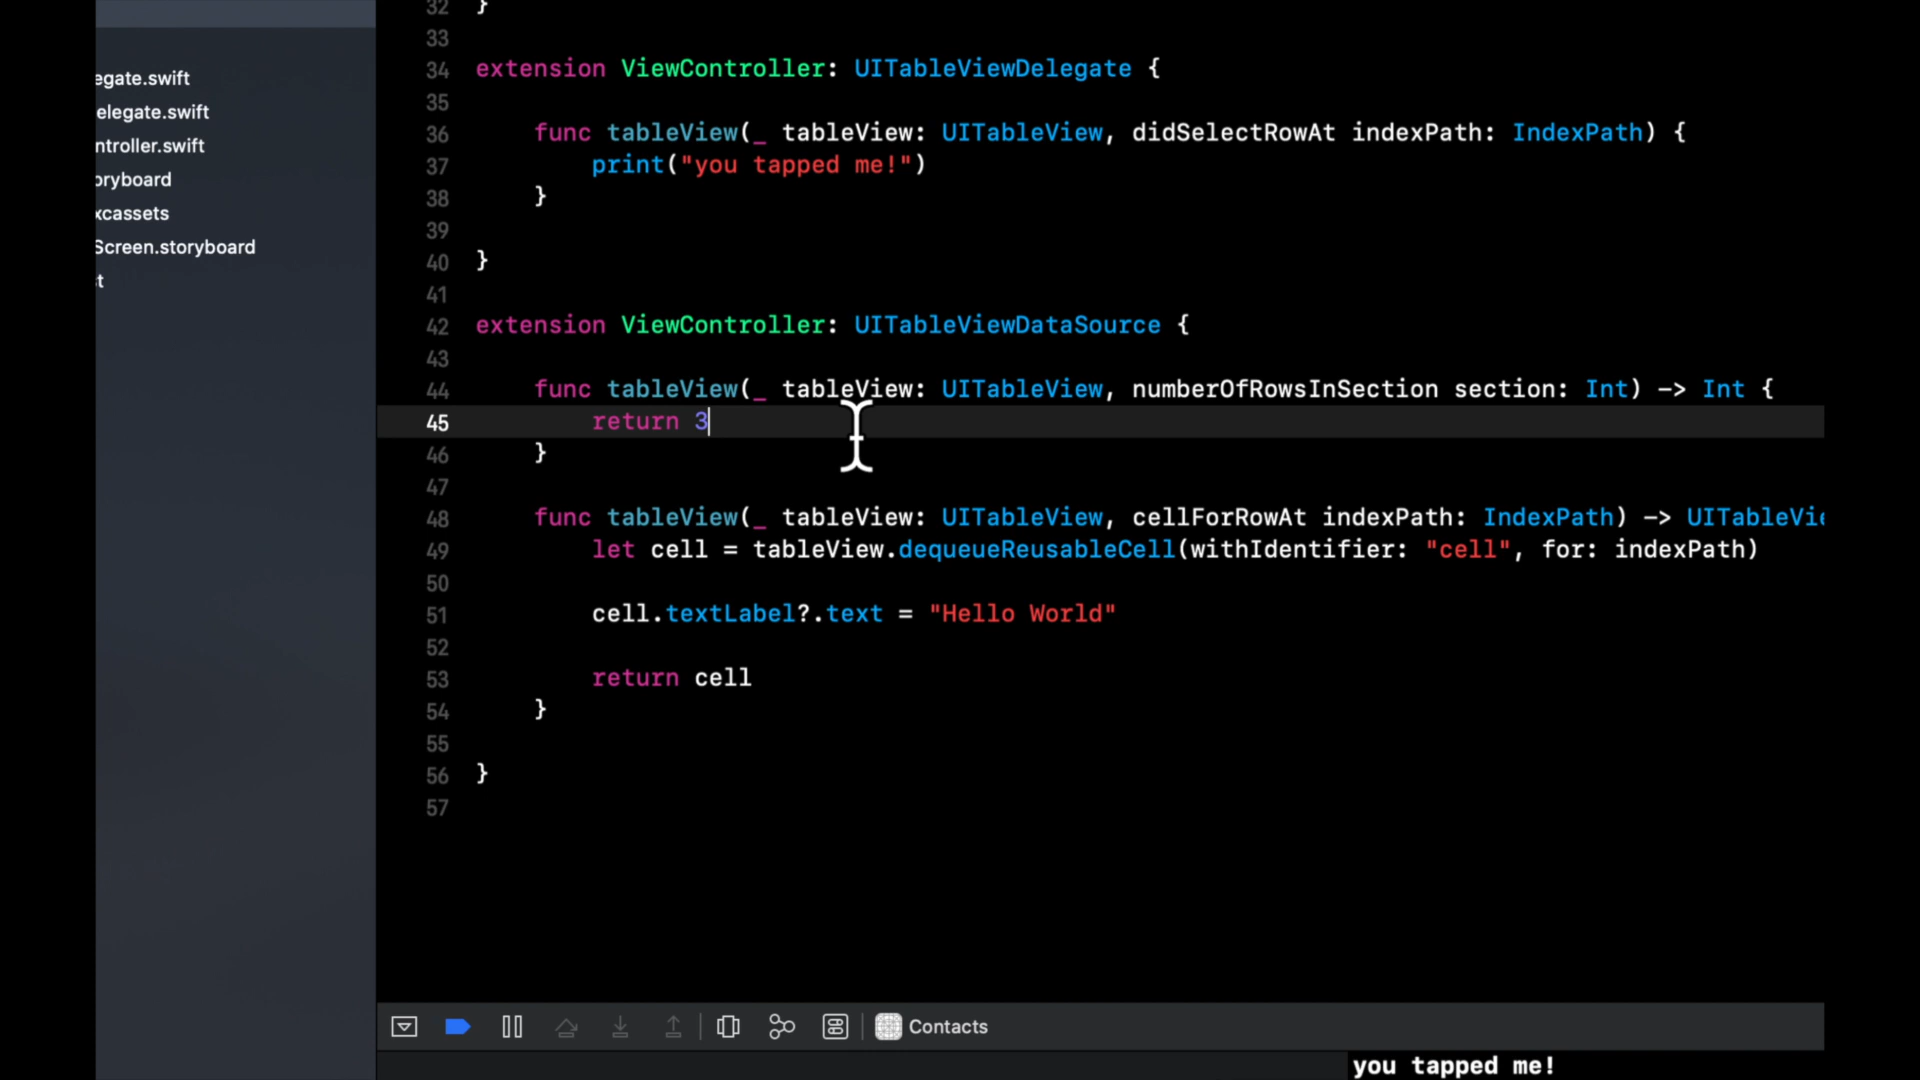 egate.swift
elegate.swift
ntroller.swift
oryboard
xcassets
Screen.storyboard
st
32 }
33
34 extension ViewController: UITableViewDelegate {
35
36 func tableView(_ tableView: UITableView, didSelectRowAt indexPath: IndexPath) {
37 print("you tapped me!")
38 }
39
40 }
41
42 extension ViewController: UITableViewDataSource {
43
44 func tableView(_ tableView: UITableView, numberOfRowsInSection section: Int) -> Int {
45 return 3
46 }
47
48 func tableView(_ tableView: UITableView, cellForRowAt indexPath: IndexPath) -> UITableVie
49 let cell = tableView.dequeueReusableCell(withIdentifier: "cell", for: indexPath)
50
51 cell.textLabel?.text = "Hello World"
52
53 return cell
54 }
55
56 }
57
Contacts
you tapped me!